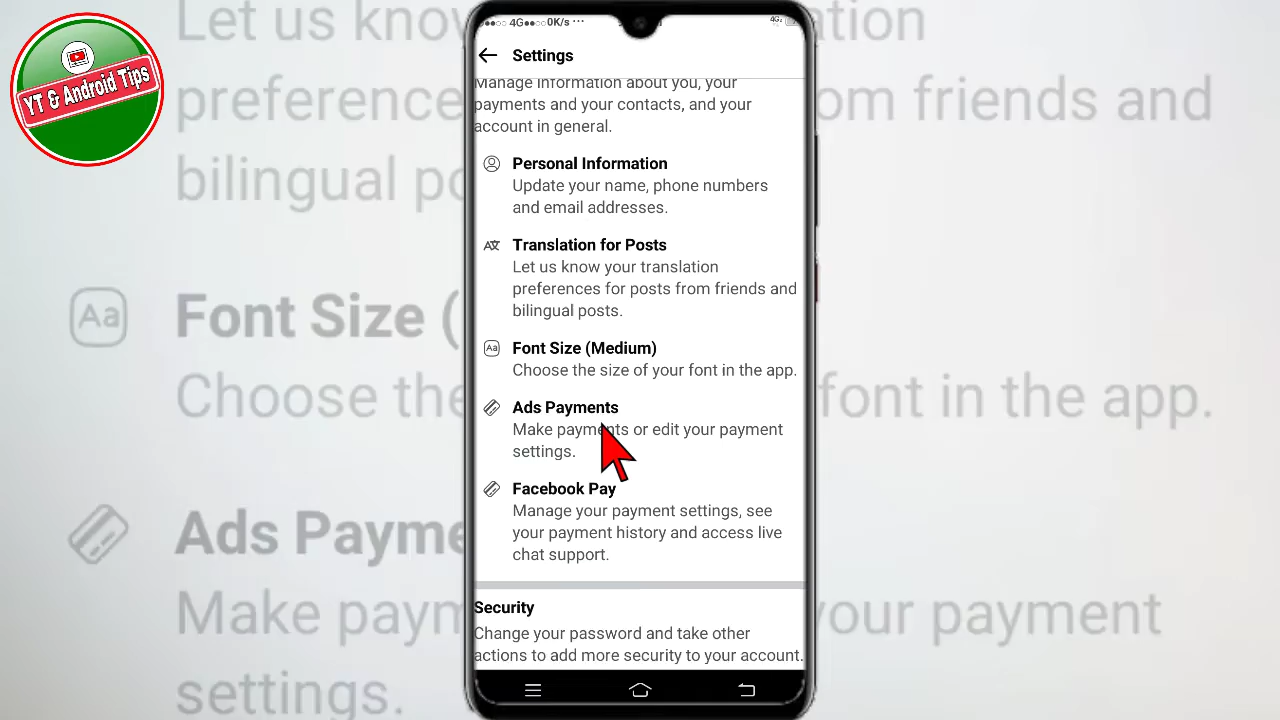 YT & Android Tips
4G
0K/s ...
4G
Settings
Manage information about you, your
payments and your contacts, and your
account in general.
Personal Information
Update your name, phone numbers
and email addresses.
Translation for Posts
Let us know your translation
preferences for posts from friends and
bilingual posts.
Aa
Font Size (Medium)
Choose the size of your font in the app.
Ads Payments
Make payments or edit your payment
settings.
Facebook Pay
Manage your payment settings, see
your payment history and access live
chat support.
Security
Change your password and take other
actions to add more security to your account.
Let us know
preference
om friends and
bilingual po
Aa
Font Size (
Choose the
font in the app.
Ads Payme
Make paym
your payment
settings.